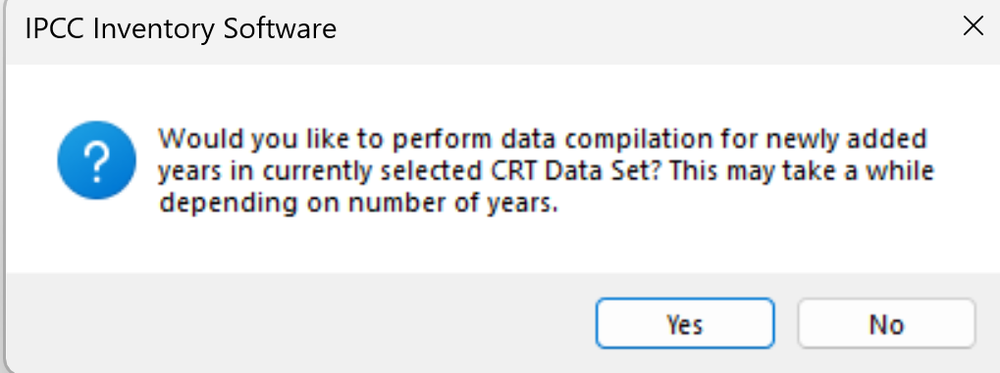 IPCC Inventory Software
Would you like to perform data compilation for newly added
years in currently selected CRT Data Set? This may take a while
depending on number of years.
Yes
No